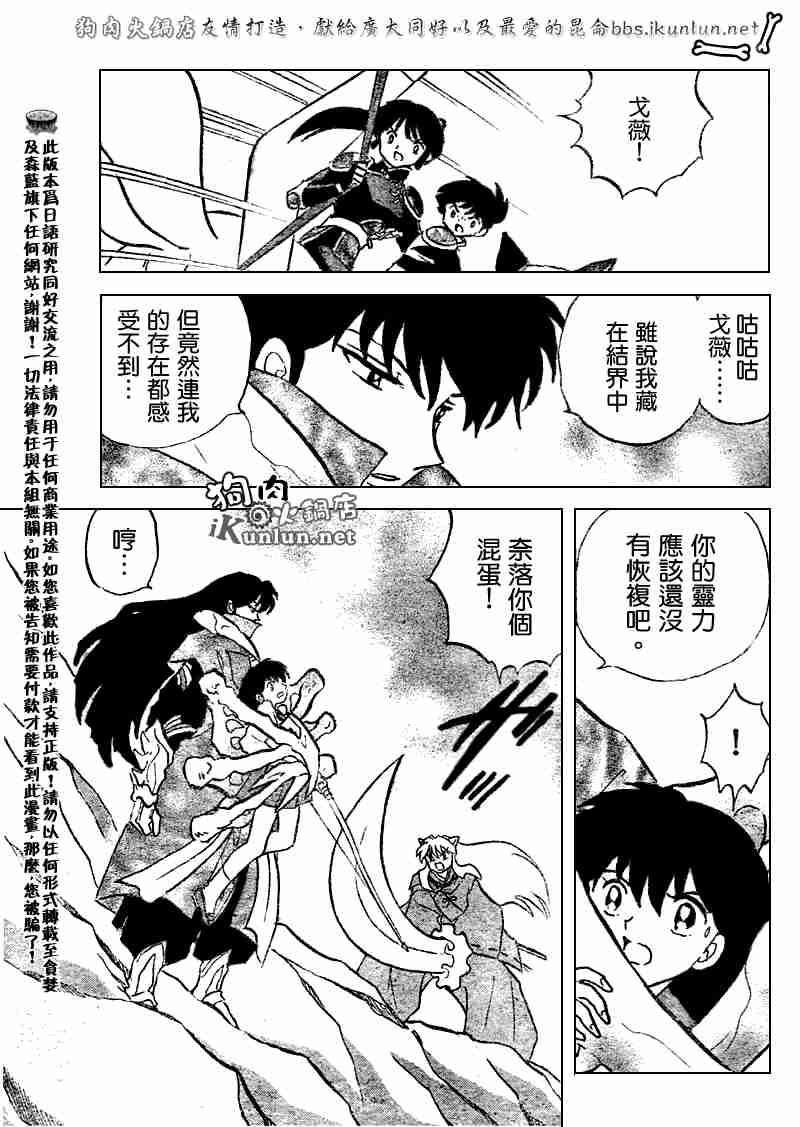 狗肉火鍋店友情打造，獻給廣大同好以及最愛的昆命bbs.ikunlun.net
此版本爲日語研究同好交流之用，請勿用于任何商業用途。如您喜歡此作品，請支持正版！請勿以任何形式轉載至貪婪
及森藍旗下任何網站，謝謝！一切法律責任與本組無關。如果您被告知需要付款才能看到此漫畫，那麼，您被騙了！
戈
薇！
咕咕咕
戈薇……
雖說我藏
在結界中
但竟然連我
的存在都感
受不到…
狗肉
火鍋店
iKunlun.net
你的靈力
應該還沒
有恢複吧。
！
奈落你個
混蛋！
哼…